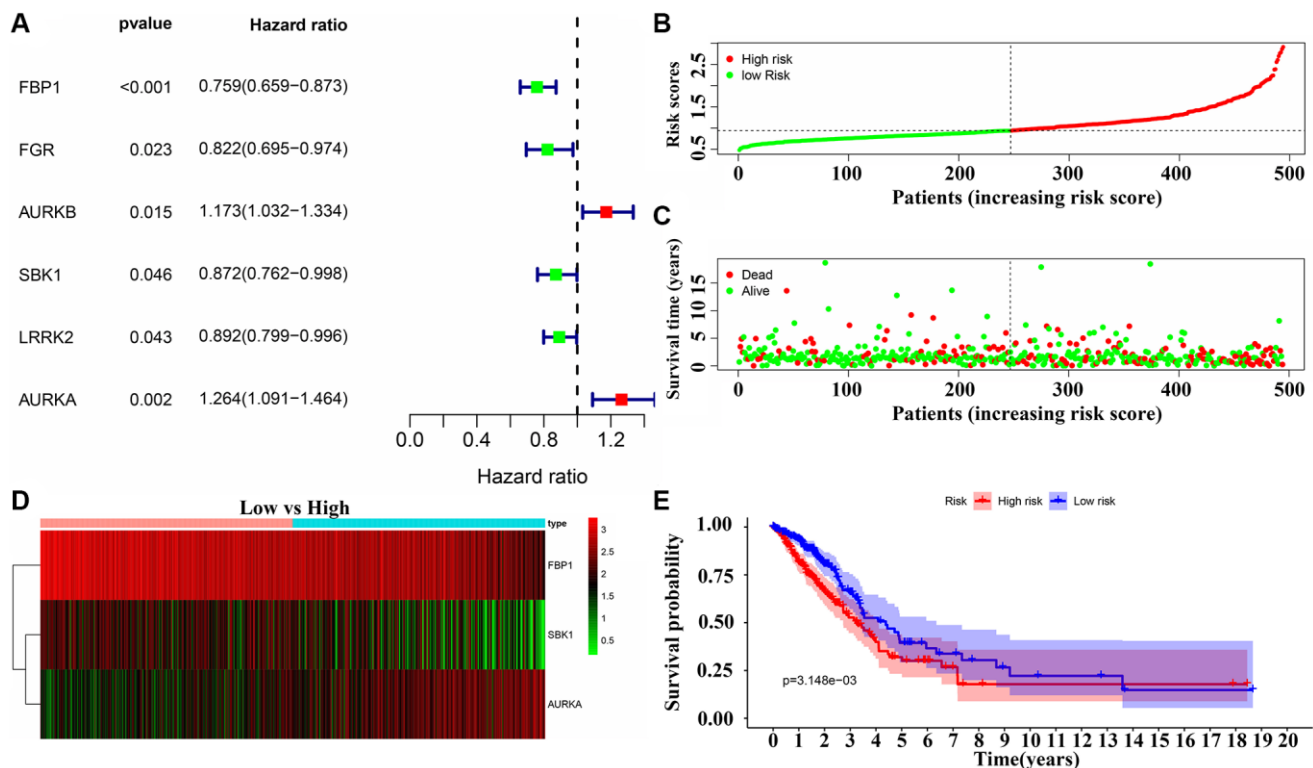 A
pvalue Hazard ratio
FBP1 <0.001 0.759(0.659−0.873)
FGR 0.023 0.822(0.695−0.974)
AURKB 0.015 1.173(1.032−1.334)
SBK1 0.046 0.872(0.762−0.998)
LRRK2 0.043 0.892(0.799−0.996)
AURKA 0.002 1.264(1.091−1.464)
0.0 0.4 0.8 1.2
Hazard ratio
B
Risk scores
2.5
1.5
0.5
High risk
low Risk
0 100 200 300 400 500
Patients (increasing risk score)
C
Survival time (years)
15
10
5
0
Dead
Alive
0 100 200 300 400 500
Patients (increasing risk score)
D
Low vs High
type
FBP1
SBK1
AURKA
3
2.5
2
1.5
1
0.5
E
Risk High risk Low risk
Survival probability
1.00
0.75
0.50
0.25
0.00
p=3.148e−03
0 1 2 3 4 5 6 7 8 9 10 11 12 13 14 15 16 17 18 19 20
Time(years)